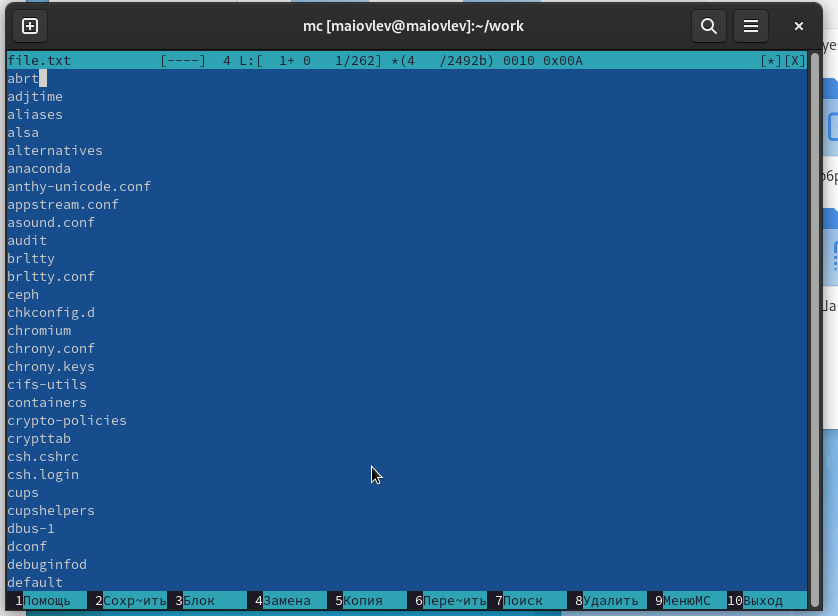 mc [maiovlev@maiovlev]:~/work
file.txt [----] 4 L:[ 1+ 0 1/262] *(4 /2492b) 0010 0x00A [*][X]
abrt
adjtime
aliases
alsa
alternatives
anaconda
anthy-unicode.conf
appstream.conf
asound.conf
audit
brltty
brltty.conf
ceph
chkconfig.d
chromium
chrony.conf
chrony.keys
cifs-utils
containers
crypto-policies
crypttab
csh.cshrc
csh.login
cups
cupshelpers
dbus-1
dconf
debuginfod
default
1Помощь 2Сохр~ить 3Блок 4Замена 5Копия 6Пере~ить 7Поиск 8Удалить 9МенюМС 10Выход